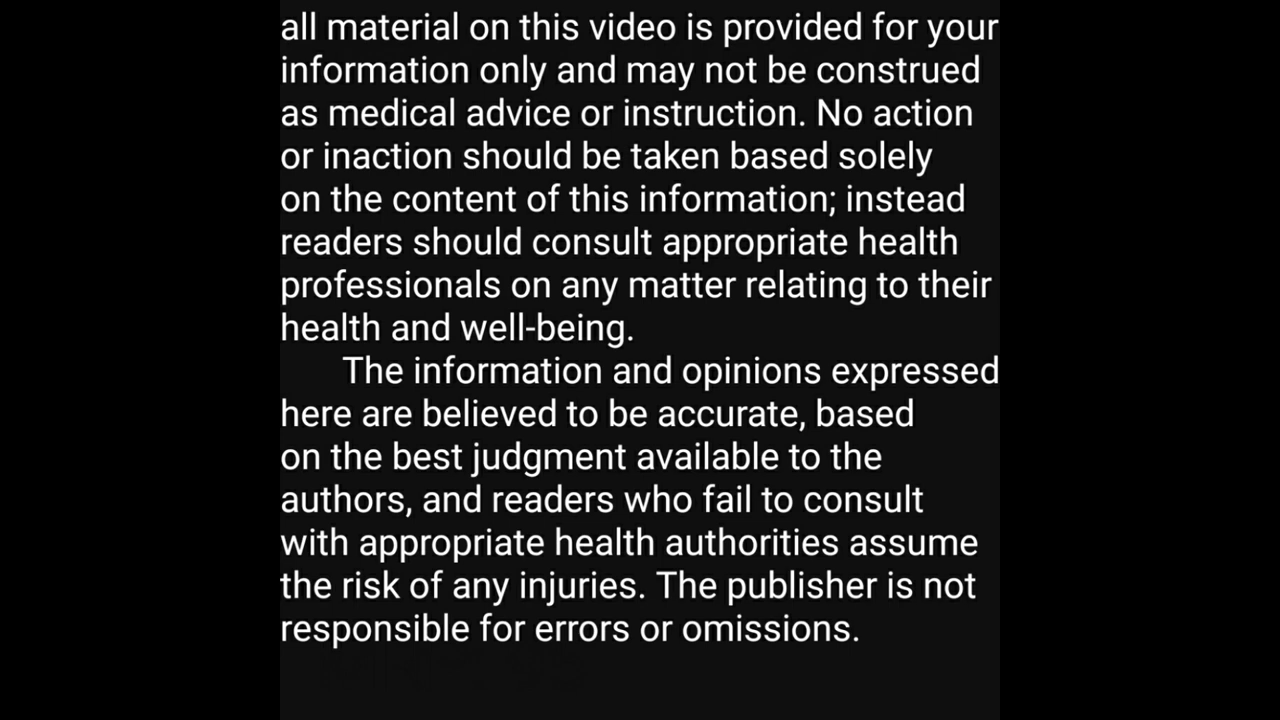 all material on this video is provided for your
information only and may not be construed
as medical advice or instruction. No action
or inaction should be taken based solely
on the content of this information; instead
readers should consult appropriate health
professionals on any matter relating to their
health and well-being.
The information and opinions expressed
here are believed to be accurate, based
on the best judgment available to the
authors, and readers who fail to consult
with appropriate health authorities assume
the risk of any injuries. The publisher is not
responsible for errors or omissions.